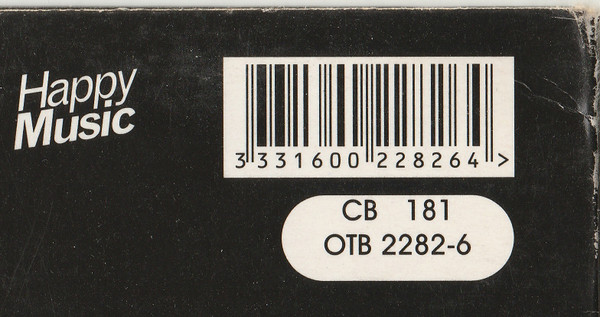 Happy
Music
3 331600 228264 >
CB 181
OTB 2282-6